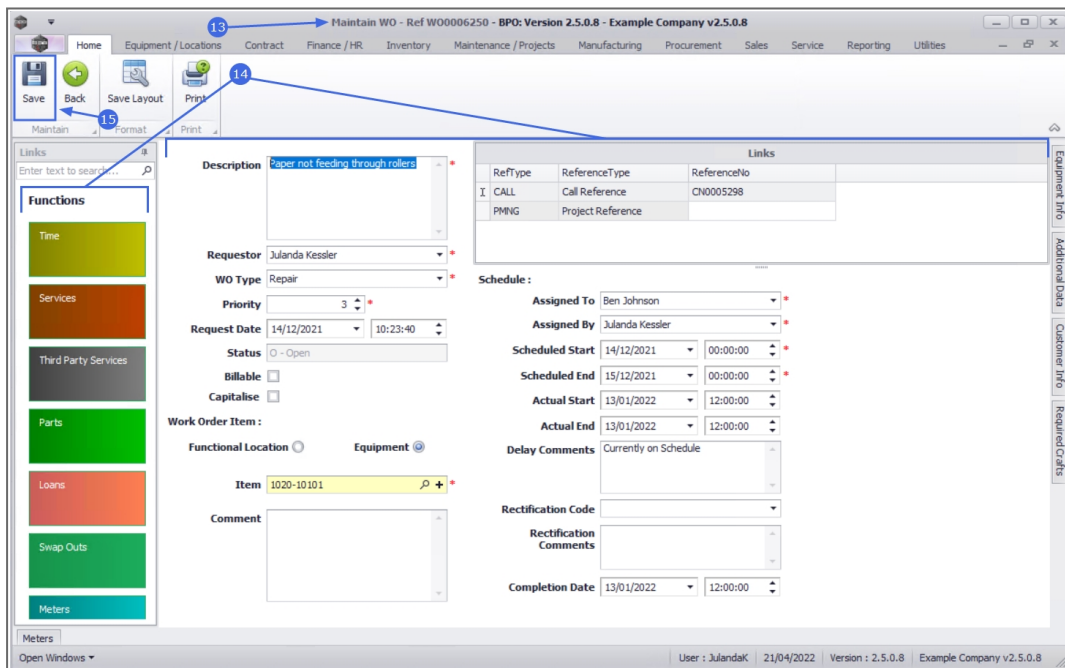 Maintain WO - Ref WO0006250 - BPO: Version 2.5.0.8 - Example Company v2.5.0.8
13
Home Equipment / Locations Contract Finance / HR Inventory Maintenance / Projects Manufacturing Procurement Sales Service Reporting Utilities
14
Save Back Save Layout Print
15
Maintain Format Print
Links
Enter text to search...
Functions
Time
Services
Third Party Services
Parts
Loans
Swap Outs
Meters
Description Paper not feeding through rollers *
Requestor Julanda Kessler *
WO Type Repair *
Priority 3 *
Request Date 14/12/2021 10:23:40
Status O - Open
Billable
Capitalise
Work Order Item :
Functional Location Equipment
Item 1020-10101 *
Comment
Links
RefType ReferenceType ReferenceNo
CALL Call Reference CN0005298
PMNG Project Reference
Schedule :
Assigned To Ben Johnson *
Assigned By Julanda Kessler *
Scheduled Start 14/12/2021 00:00:00 *
Scheduled End 15/12/2021 00:00:00 *
Actual Start 13/01/2022 12:00:00
Actual End 13/01/2022 12:00:00
Delay Comments Currently on Schedule
Rectification Code
Rectification
Comments
Completion Date 13/01/2022 12:00:00
Equipment Info
Additional Data
Customer Info
Required Crafts
Meters
Open Windows User : JulandaK 21/04/2022 Version : 2.5.0.8 Example Company v2.5.0.8